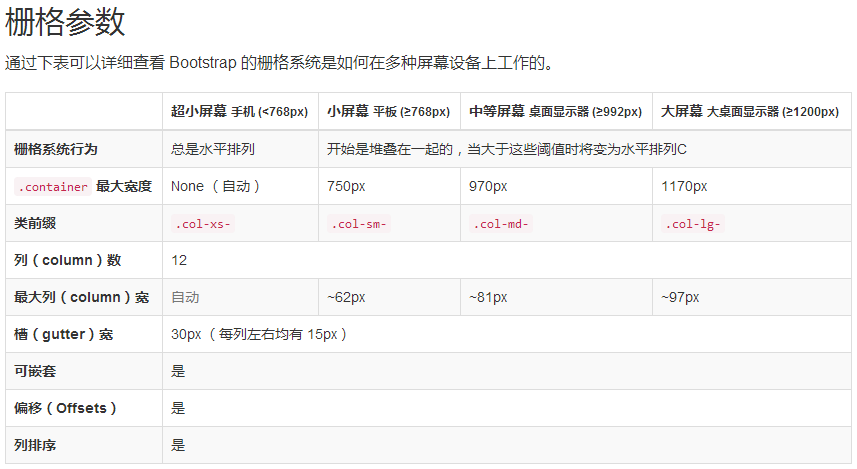 栅格参数
通过下表可以详细查看 Bootstrap 的栅格系统是如何在多种屏幕设备上工作的。
超小屏幕 手机 (<768px) 小屏幕 平板 (≥768px) 中等屏幕 桌面显示器 (≥992px) 大屏幕 大桌面显示器 (≥1200px)
栅格系统行为 总是水平排列 开始是堆叠在一起的，当大于这些阈值时将变为水平排列C
.container 最大宽度 None （自动） 750px 970px 1170px
类前缀 .col-xs- .col-sm- .col-md- .col-lg-
列（column）数 12
最大列（column）宽 自动 ~62px ~81px ~97px
槽（gutter）宽 30px （每列左右均有 15px）
可嵌套 是
偏移（Offsets） 是
列排序 是